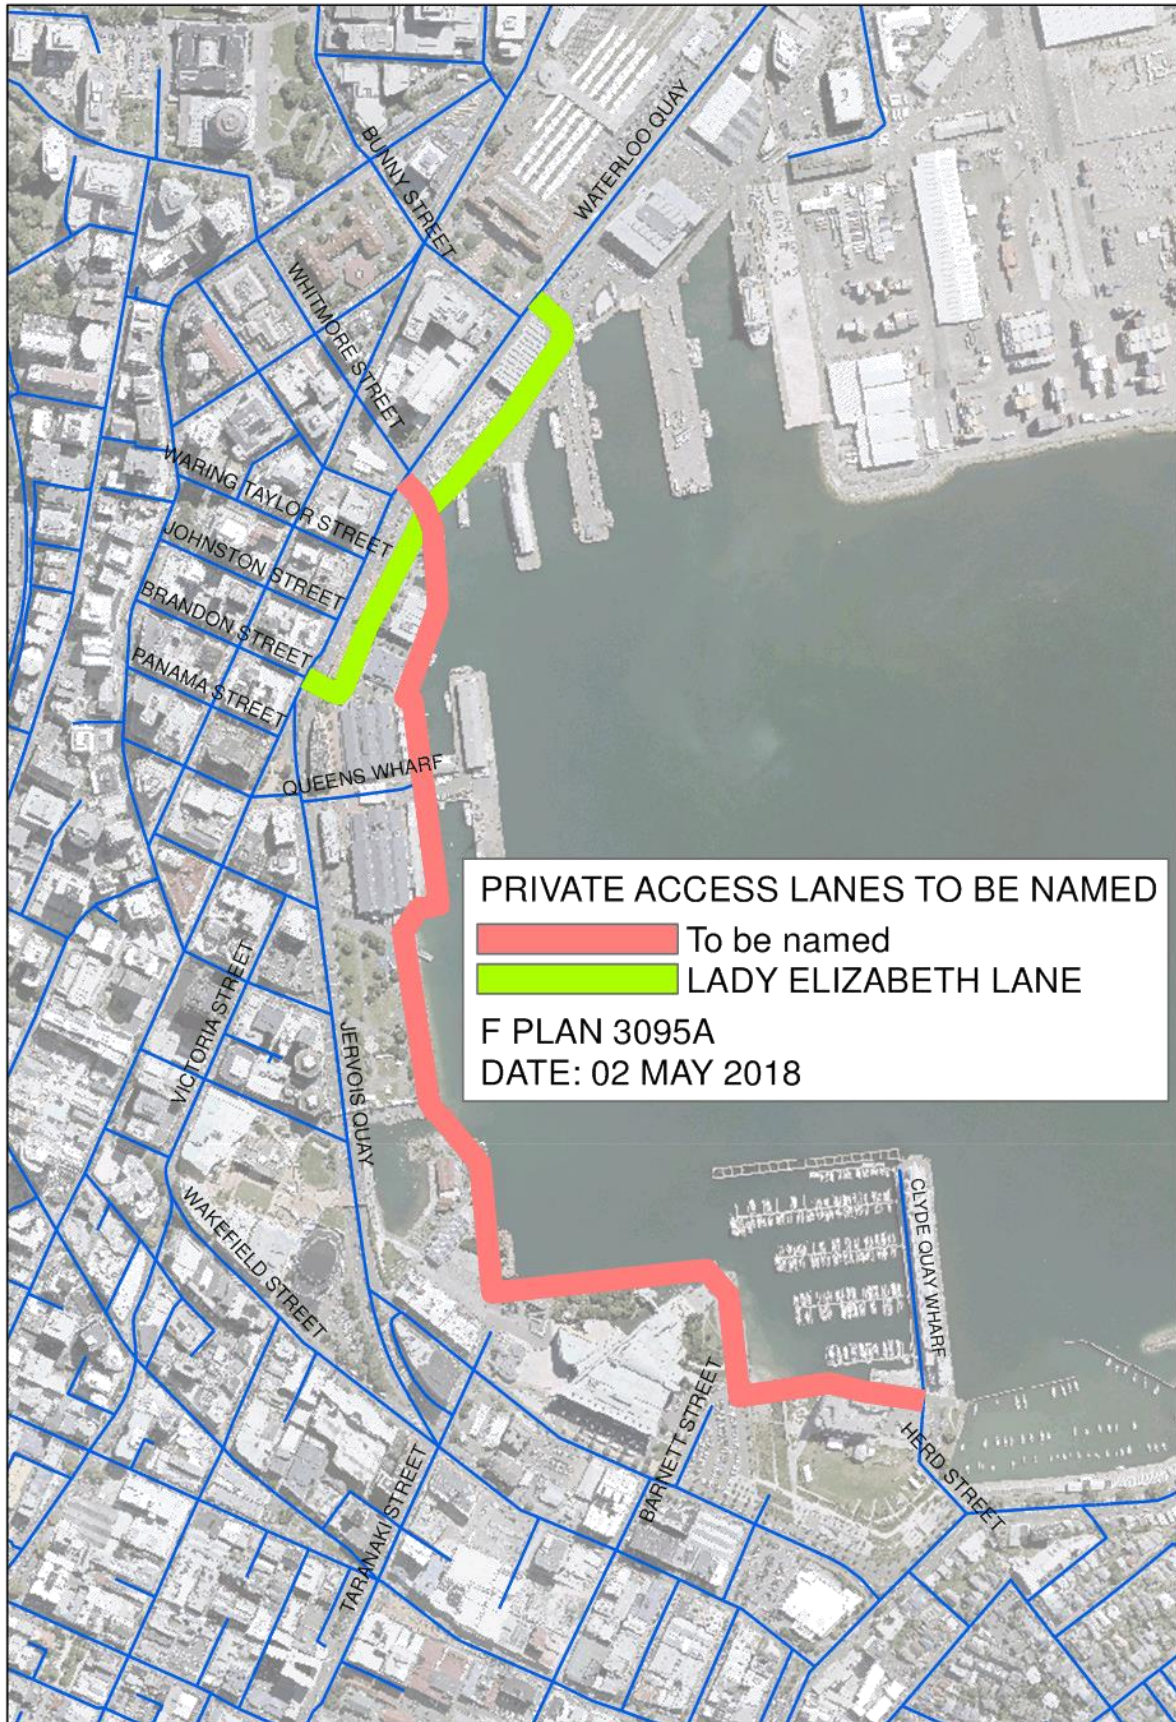 WATERLOO QUAY
BUNNY STREET
WHITMORE STREET
WARING TAYLOR STREET
JOHNSTON STREET
BRANDON STREET
PANAMA STREET
QUEENS WHARF
PRIVATE ACCESS LANES TO BE NAMED
To be named
LADY ELIZABETH LANE
F PLAN 3095A
DATE: 02 MAY 2018
VICTORIA STREET
JERVOIS QUAY
WAKEFIELD STREET
CLYDE QUAY WHARF
BARNETT STREET
HERD STREET
TARANAKI STREET